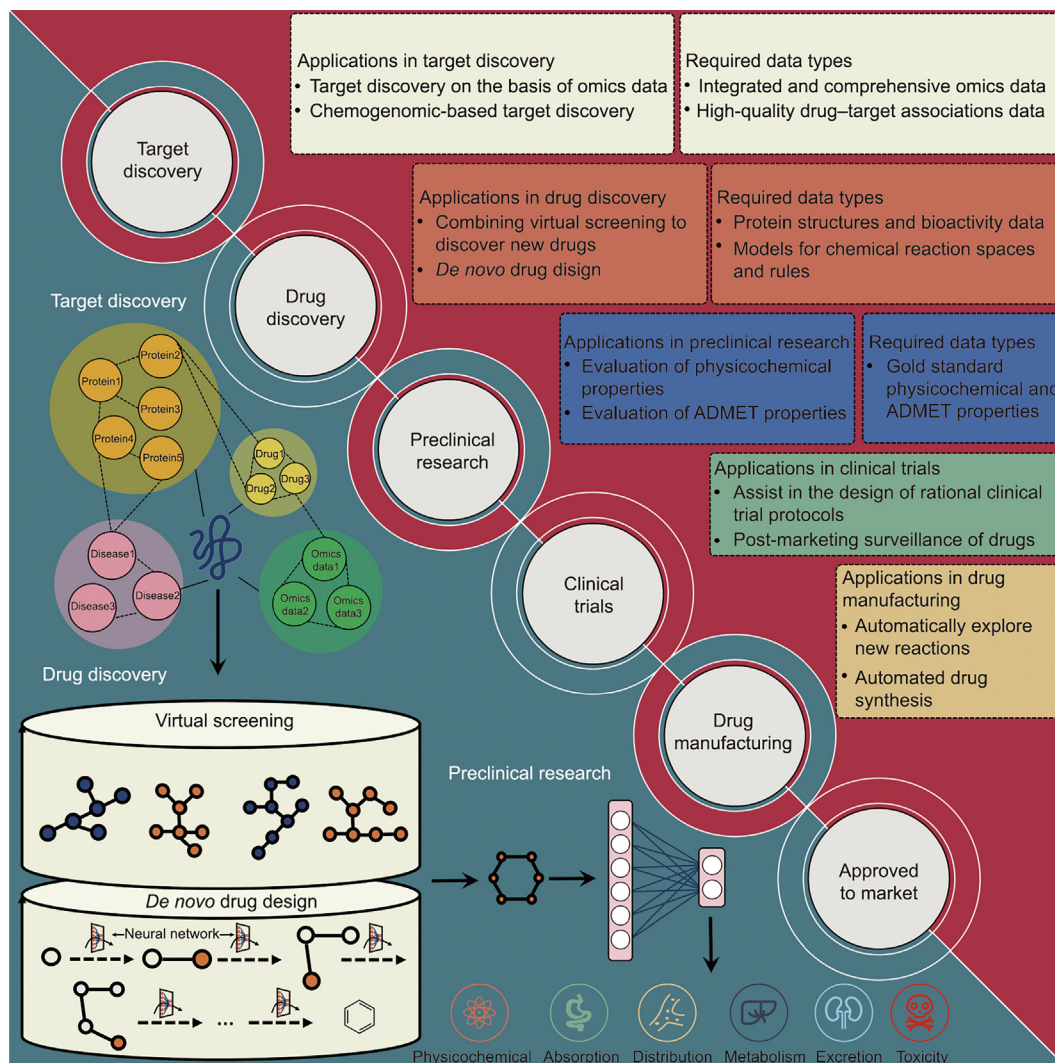 Applications in target discovery
• Target discovery on the basis of omics data
• Chemogenomic-based target discovery
Required data types
• Integrated and comprehensive omics data
• High-quality drug–target associations data
Target
discovery
Applications in drug discovery
• Combining virtual screening to
discover new drugs
• De novo drug disign
Required data types
• Protein structures and bioactivity data
• Models for chemical reaction spaces
and rules
Drug
discovery
Applications in preclinical research
• Evaluation of physicochemical
properties
• Evaluation of ADMET properties
Required data types
• Gold standard
physicochemical and
ADMET properties
Preclinical
research
Applications in clinical trials
• Assist in the design of rational clinical
trial protocols
• Post-marketing surveillance of drugs
Clinical
trials
Applications in drug
manufacturing
• Automatically explore
new reactions
• Automated drug
synthesis
Drug
manufacturing
Approved
to market
Target discovery
Protein1
Protein2
Protein3
Protein4
Protein5
Drug1
Drug2
Drug3
Disease1
Disease2
Disease3
Omics
data1
Omics
data2
Omics
data3
Drug discovery
Virtual screening
De novo drug design
Neural network
...
Preclinical research
Physicochemical
Absorption
Distribution
Metabolism
Excretion
Toxicity